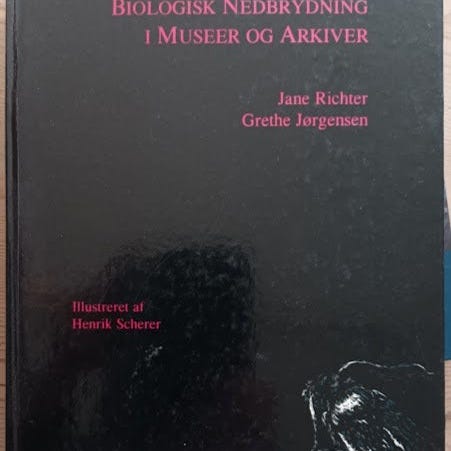 BIOLOGISK NEDBRYDNING
I MUSEER OG ARKIVER
Jane Richter
Grethe Jørgensen
Illustreret af
Henrik Scherer